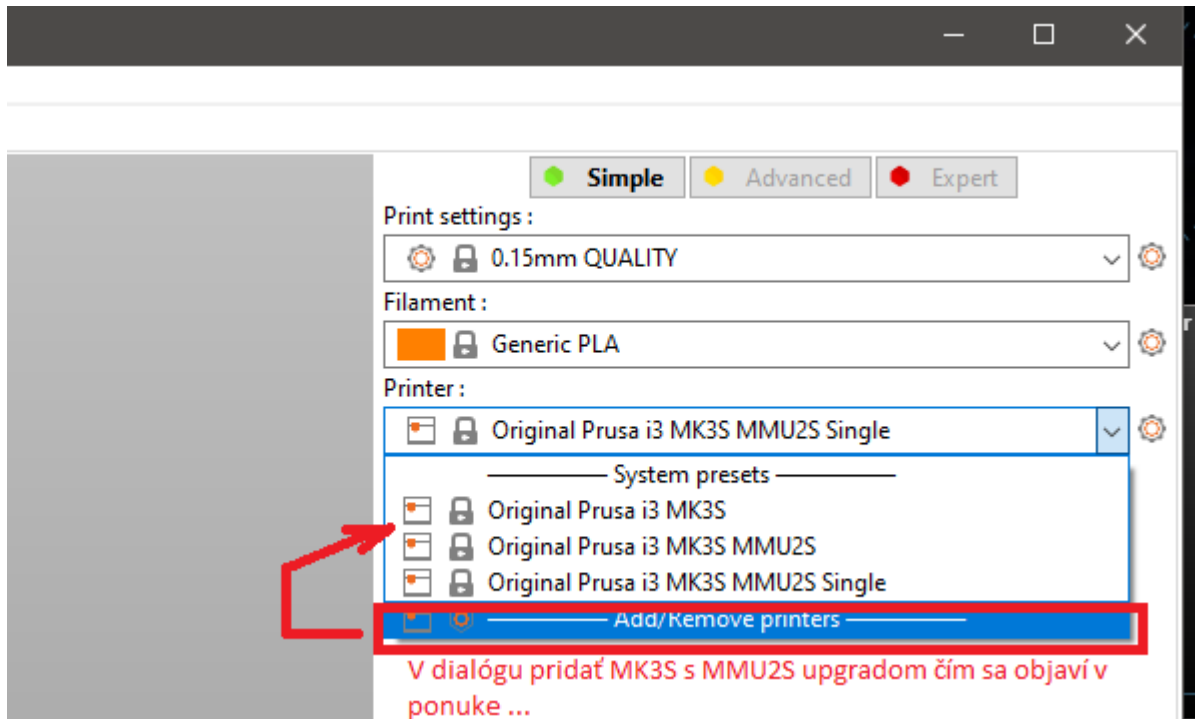 Simple Advanced Expert
Print settings :
0.15mm QUALITY
Filament :
Generic PLA
Printer :
Original Prusa i3 MK3S MMU2S Single
System presets
Original Prusa i3 MK3S
Original Prusa i3 MK3S MMU2S
Original Prusa i3 MK3S MMU2S Single
Add/Remove printers
V dialógu pridať MK3S s MMU2S upgradom čím sa objaví v
ponuke ...